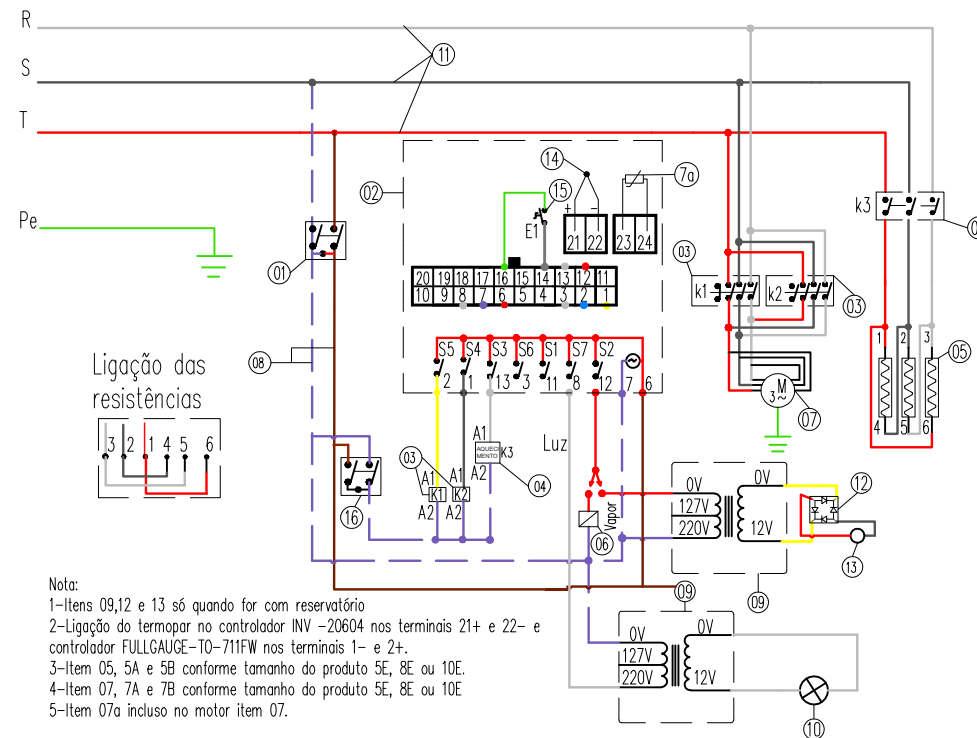 R
S
T
Pe
11
02
14
15
7a
+
-
E1
21 22
23 24
20 19 18 17 16 15 14 13 12 11
10 9 8 7 6 5 4 3 2 1
01
08
k3
03
k1
k2
03
S5 S4 S3 S6 S1 S7 S2
2 1 13 3 11 8 12 7 6
M
3~
07
1 2 3
05
4 5 6
Ligação das
resistências
3 2 1 4 5 6
A1
AQUECI
MENTO
K3
A2
04
03
A1
K1
A2
A1
K2
A2
16
Luz
Vapor
06
0V
127V
220V
0V
12V
12
13
09
09
0V
127V
220V
0V
12V
10
Nota:
1-Itens 09,12 e 13 só quando for com reservatório
2-Ligação do termopar no controlador INV -20604 nos terminais 21+ e 22- e
controlador FULLGAUGE-TO-711FW nos terminais 1- e 2+.
3-Item 05, 5A e 5B conforme tamanho do produto 5E, 8E ou 10E.
4-Item 07, 7A e 7B conforme tamanho do produto 5E, 8E ou 10E
5-Item 07a incluso no motor item 07.